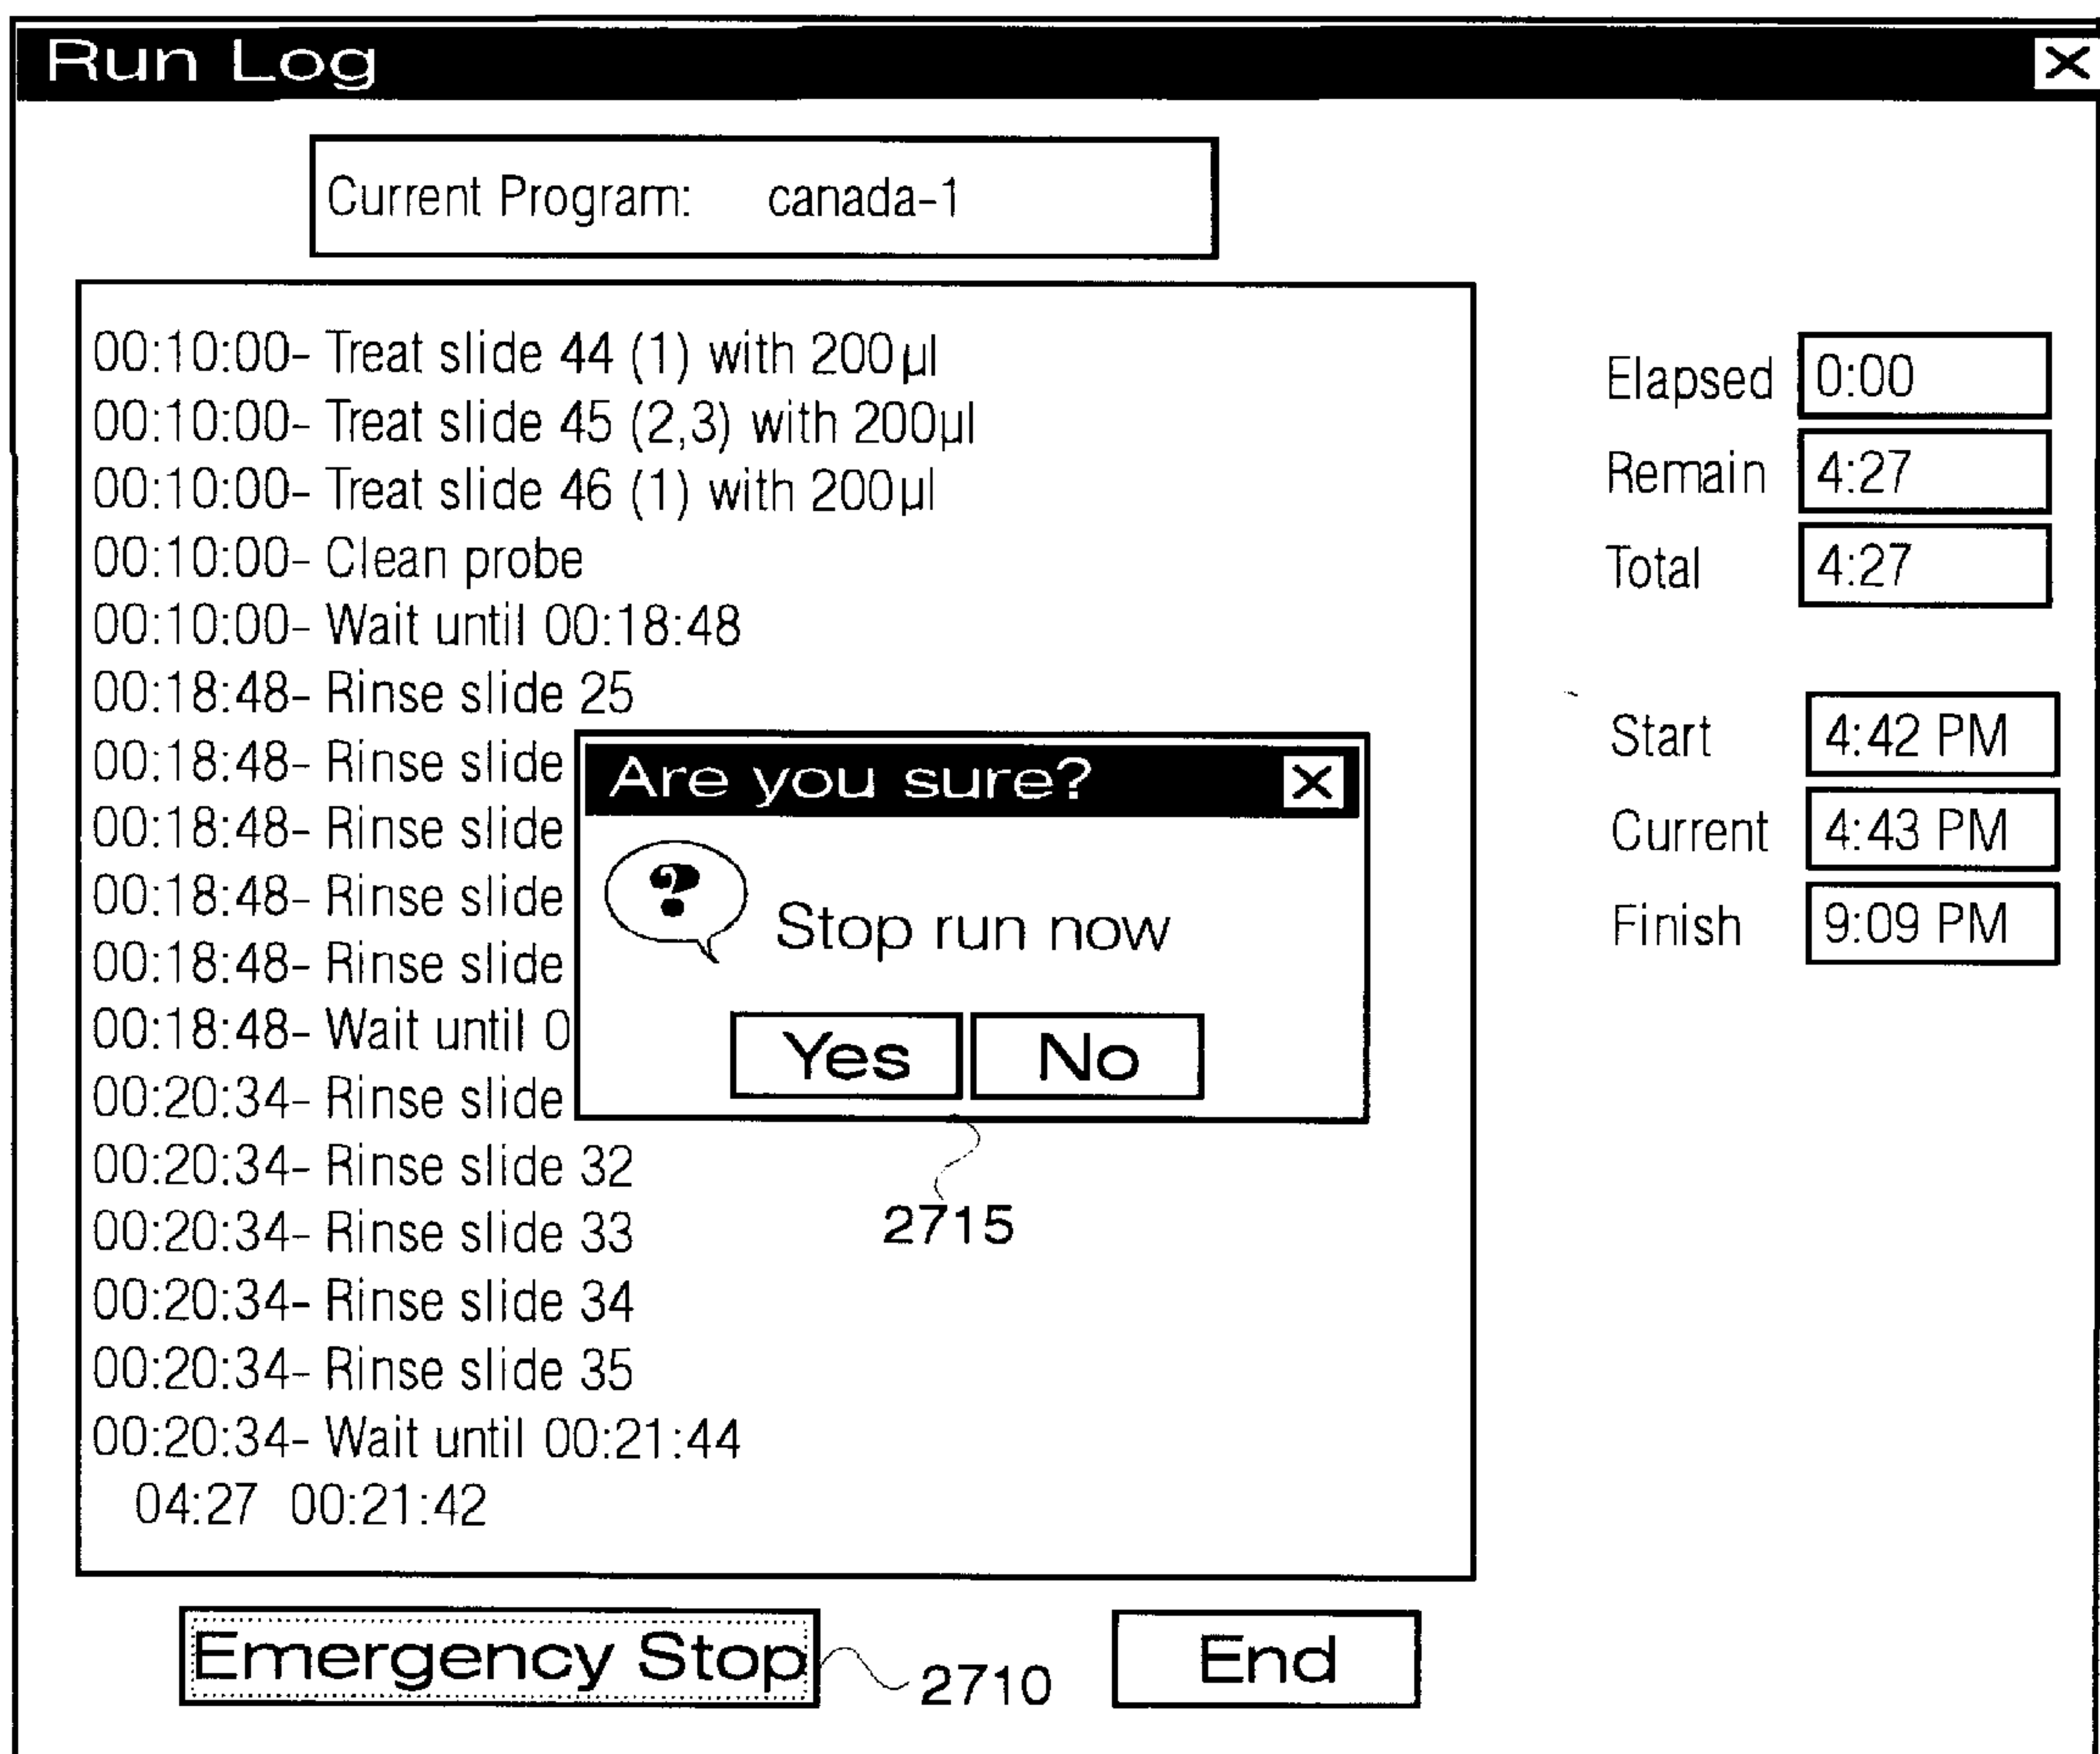 Run Log
Current Program: canada-1
00:10:00- Treat slide 44 (1) with 200µl
00:10:00- Treat slide 45 (2,3) with 200µl
00:10:00- Treat slide 46 (1) with 200µl
00:10:00- Clean probe
00:10:00- Wait until 00:18:48
00:18:48- Rinse slide 25
00:18:48- Rinse slide
00:18:48- Rinse slide
00:18:48- Rinse slide
00:18:48- Rinse slide
00:18:48- Wait until 0
00:20:34- Rinse slide
00:20:34- Rinse slide 32
00:20:34- Rinse slide 33
00:20:34- Rinse slide 34
00:20:34- Rinse slide 35
00:20:34- Wait until 00:21:44
04:27 00:21:42
Are you sure?
?
Stop run now
Yes No
2715
Elapsed 0:00
Remain 4:27
Total 4:27
Start 4:42 PM
Current 4:43 PM
Finish 9:09 PM
Emergency Stop 2710 End